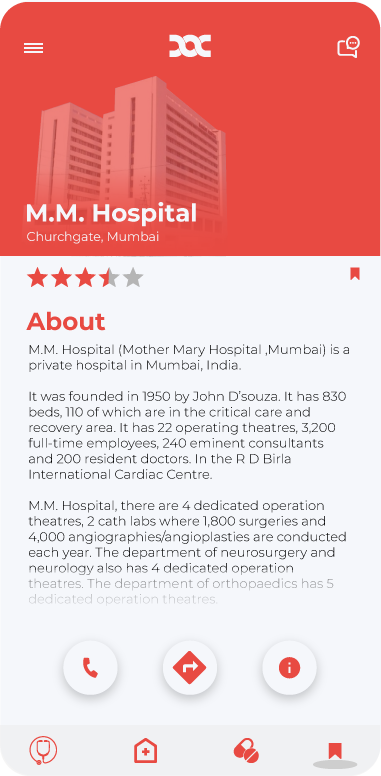 M.M. Hospital
Churchgate, Mumbai
About
M.M. Hospital (Mother Mary Hospital ,Mumbai) is a
private hospital in Mumbai, India.
It was founded in 1950 by John D’souza. It has 830
beds, 110 of which are in the critical care and
recovery area. It has 22 operating theatres, 3,200
full-time employees, 240 eminent consultants
and 200 resident doctors. In the R D Birla
International Cardiac Centre.
M.M. Hospital, there are 4 dedicated operation
theatres, 2 cath labs where 1,800 surgeries and
4,000 angiographies/angioplasties are conducted
each year. The department of neurosurgery and
neurology also has 4 dedicated operation
theatres. The department of orthopaedics has 5
dedicated operation theatres.